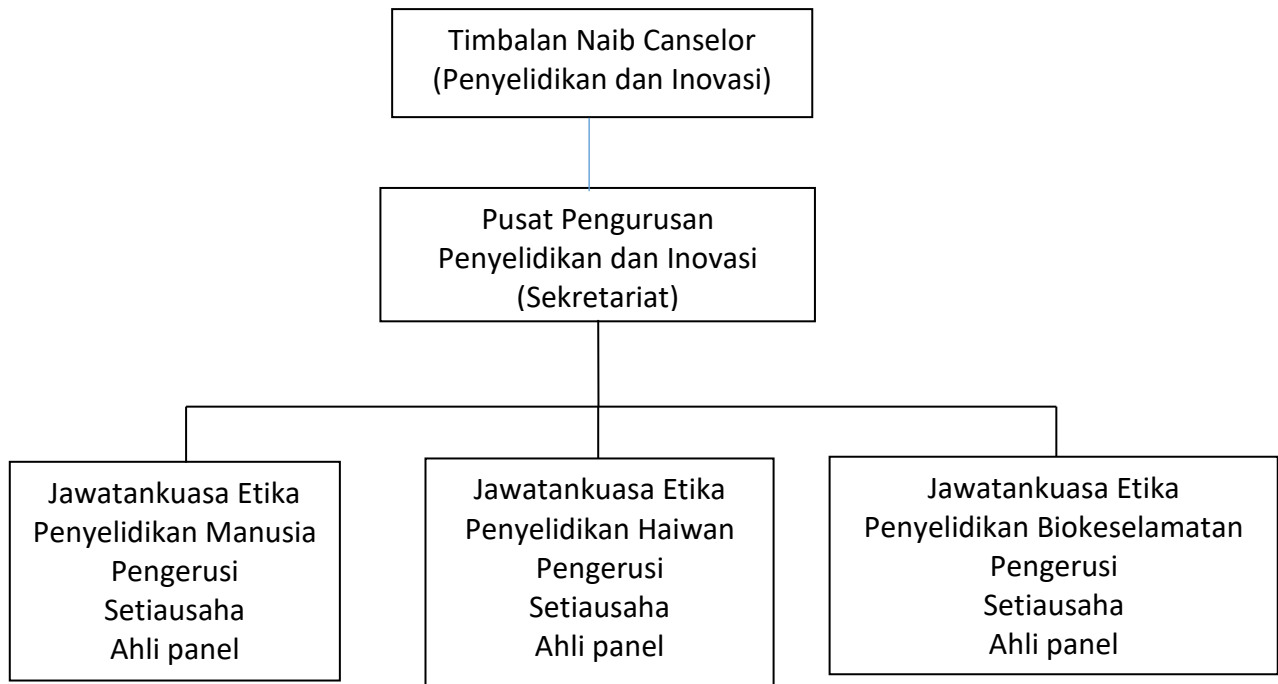 Timbalan Naib Canselor
(Penyelidikan dan Inovasi)
Pusat Pengurusan
Penyelidikan dan Inovasi
(Sekretariat)
Jawatankuasa Etika
Penyelidikan Manusia
Pengerusi
Setiausaha
Ahli panel
Jawatankuasa Etika
Penyelidikan Haiwan
Pengerusi
Setiausaha
Ahli panel
Jawatankuasa Etika
Penyelidikan Biokeselamatan
Pengerusi
Setiausaha
Ahli panel